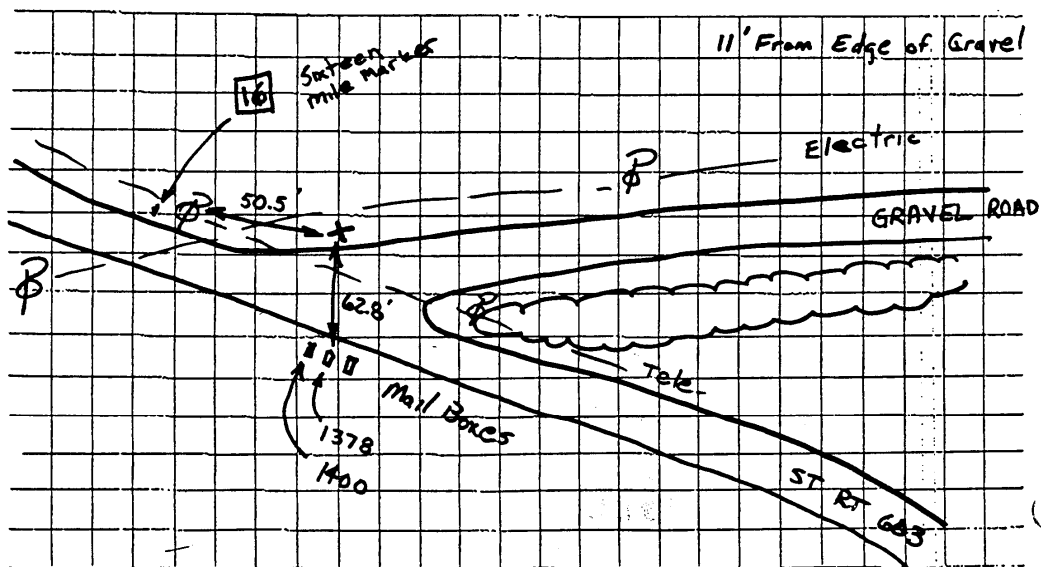 11' From Edge of Gravel
Sixteen
mile marker
16
Electric
50.5'
GRAVEL ROAD
62.8'
Tele.
Mail Boxes
1378
1400
ST RT 683